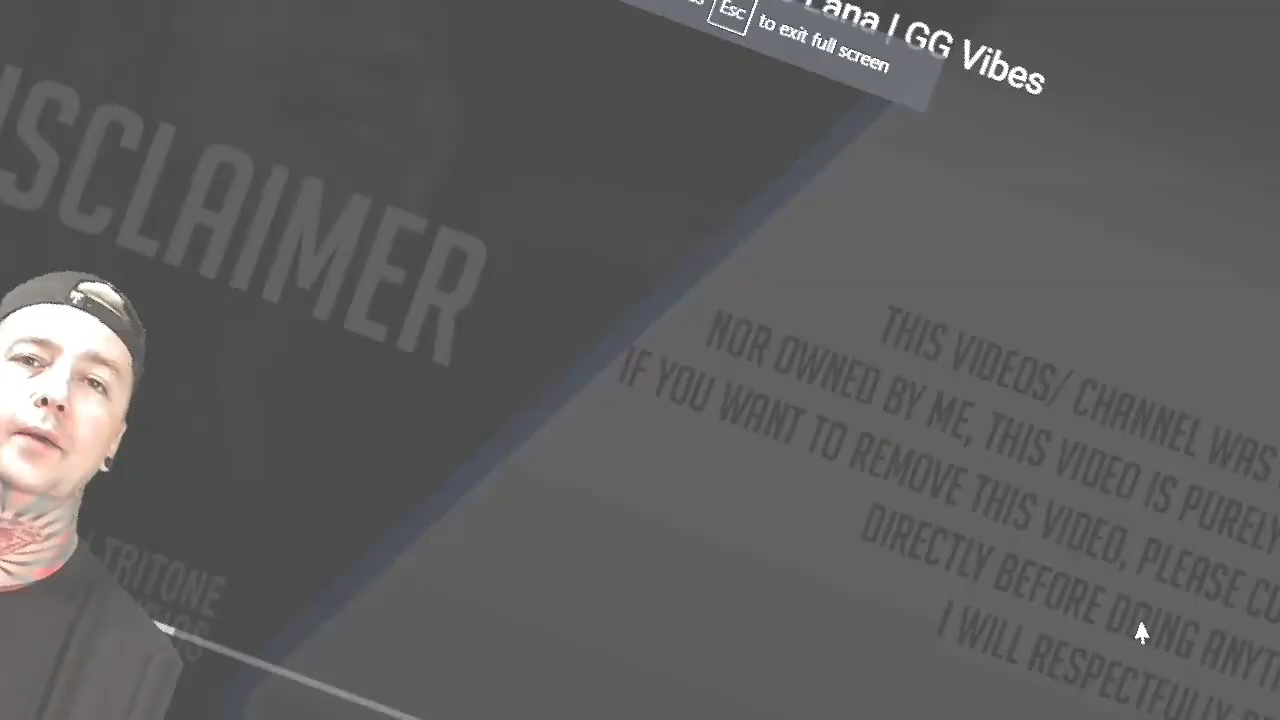 Lana | GG Vibes
Esc to exit full screen
ISCLAIMER
THIS VIDEOS/ CHANNEL WAS
NOR OWNED BY ME, THIS VIDEO IS PURELY
IF YOU WANT TO REMOVE THIS VIDEO, PLEASE CO
DIRECTLY BEFORE DOING ANYT
I WILL RESPECTFULLY
TRITONE